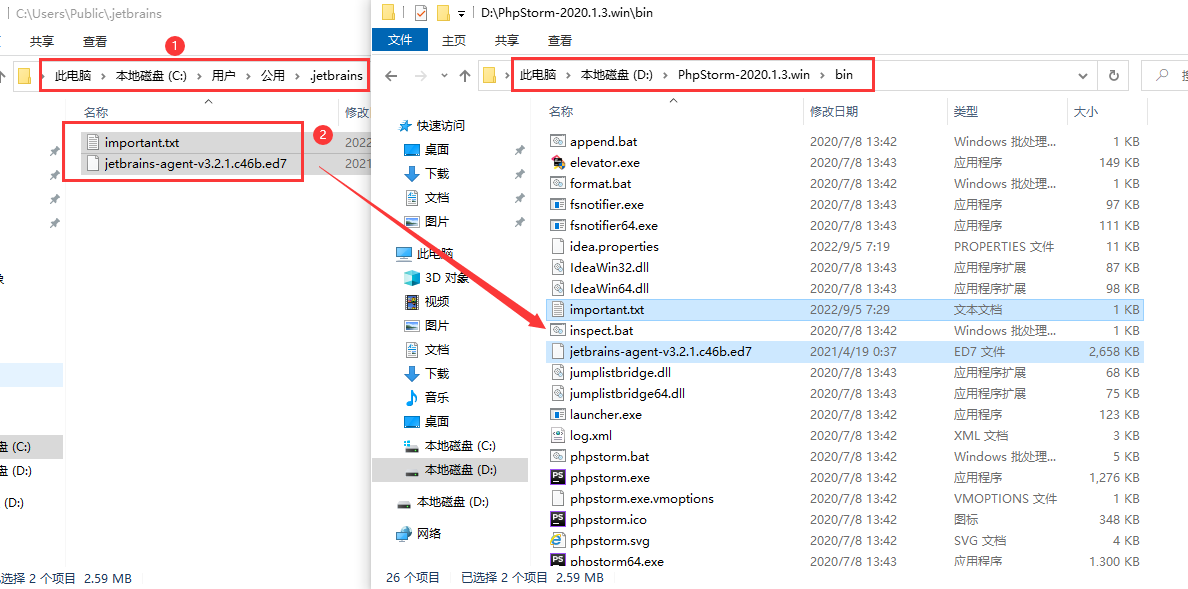 C:\Users\Public\.jetbrains
共享 查看
1
此电脑 本地磁盘 (C:) 用户 公用 .jetbrains
名称 修改
important.txt 2022
jetbrains-agent-v3.2.1.c46b.ed7 2021
2
盘 (C:)
盘 (D:)
(D:)
选择 2 个项目 2.59 MB
D:\PhpStorm-2020.1.3.win\bin
文件 主页 共享 查看
此电脑 本地磁盘 (D:) PhpStorm-2020.1.3.win bin
快速访问
桌面
下载
文档
图片
此电脑
3D 对象
视频
图片
文档
下载
音乐
桌面
本地磁盘 (C:)
本地磁盘 (D:)
本地磁盘 (D:)
网络
名称 修改日期 类型 大小
append.bat 2020/7/8 13:42 Windows 批处理... 1 KB
elevator.exe 2020/7/8 13:43 应用程序 149 KB
format.bat 2020/7/8 13:42 Windows 批处理... 1 KB
fsnotifier.exe 2020/7/8 13:43 应用程序 97 KB
fsnotifier64.exe 2020/7/8 13:43 应用程序 111 KB
idea.properties 2022/9/5 7:19 PROPERTIES 文件 11 KB
IdeaWin32.dll 2020/7/8 13:43 应用程序扩展 87 KB
IdeaWin64.dll 2020/7/8 13:43 应用程序扩展 98 KB
important.txt 2022/9/5 7:29 文本文档 1 KB
inspect.bat 2020/7/8 13:42 Windows 批处理... 1 KB
jetbrains-agent-v3.2.1.c46b.ed7 2021/4/19 0:37 ED7 文件 2,658 KB
jumplistbridge.dll 2020/7/8 13:43 应用程序扩展 68 KB
jumplistbridge64.dll 2020/7/8 13:43 应用程序扩展 75 KB
launcher.exe 2020/7/8 13:42 应用程序 123 KB
log.xml 2020/7/8 13:42 XML 文档 3 KB
phpstorm.bat 2020/7/8 13:42 Windows 批处理... 5 KB
phpstorm.exe 2020/7/8 13:42 应用程序 1,276 KB
phpstorm.exe.vmoptions 2020/7/8 13:42 VMOPTIONS 文件 1 KB
phpstorm.ico 2020/7/8 13:42 图标 348 KB
phpstorm.svg 2020/7/8 13:42 SVG 文档 4 KB
phpstorm64.exe 2020/7/8 13:42 应用程序 1,300 KB
26 个项目 已选择 2 个项目 2.59 MB